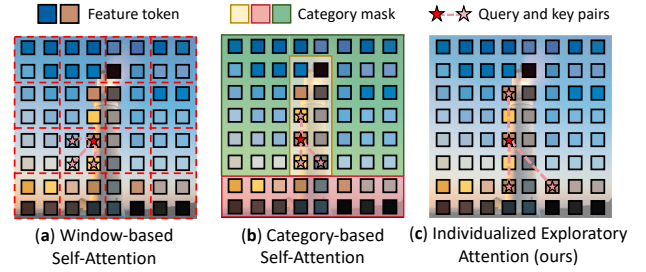 Feature token Category mask Query and key pairs
(a) Window-based (b) Category-based (c) Individualized Exploratory
Self-Attention Self-Attention Attention (ours)